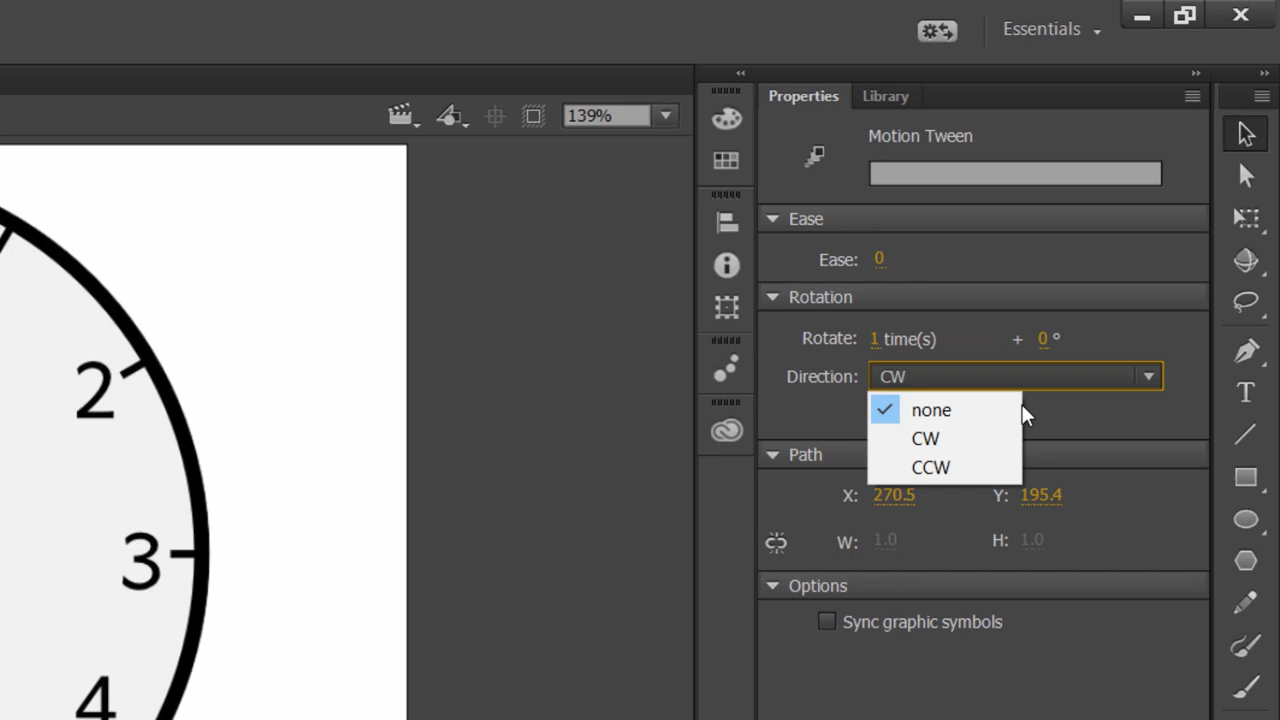 Essentials
139%
Properties Library
Motion Tween
Ease
Ease: 0
Rotation
Rotate: 1 time(s) + 0 °
Direction: CW
none
CW
CCW
Path
X: 270.5 Y: 195.4
W: 1.0 H: 1.0
Options
Sync graphic symbols
2
3
4
T